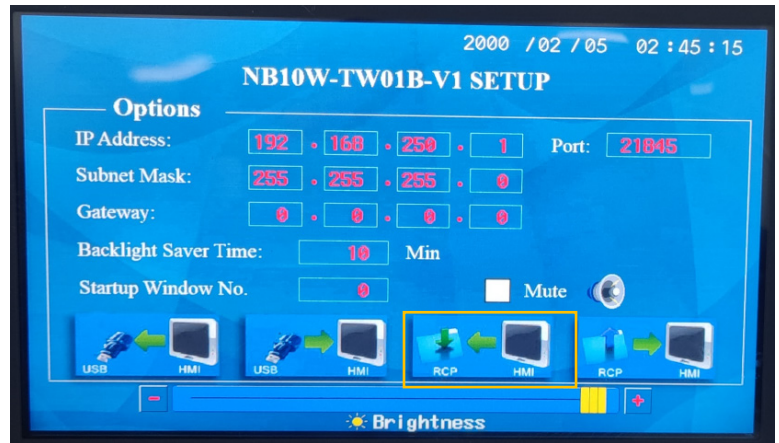 2000 /02 /05 02:45:15
NB10W-TW01B-V1 SETUP
Options
IP Address: 192 . 168 . 250 . 1 Port: 21845
Subnet Mask: 255 . 255 . 255 . 0
Gateway: 0 . 0 . 0 . 0
Backlight Saver Time: 10 Min
Startup Window No. 0 Mute
USB HMI USB HMI RCP HMI RCP HMI
- +
Brightness